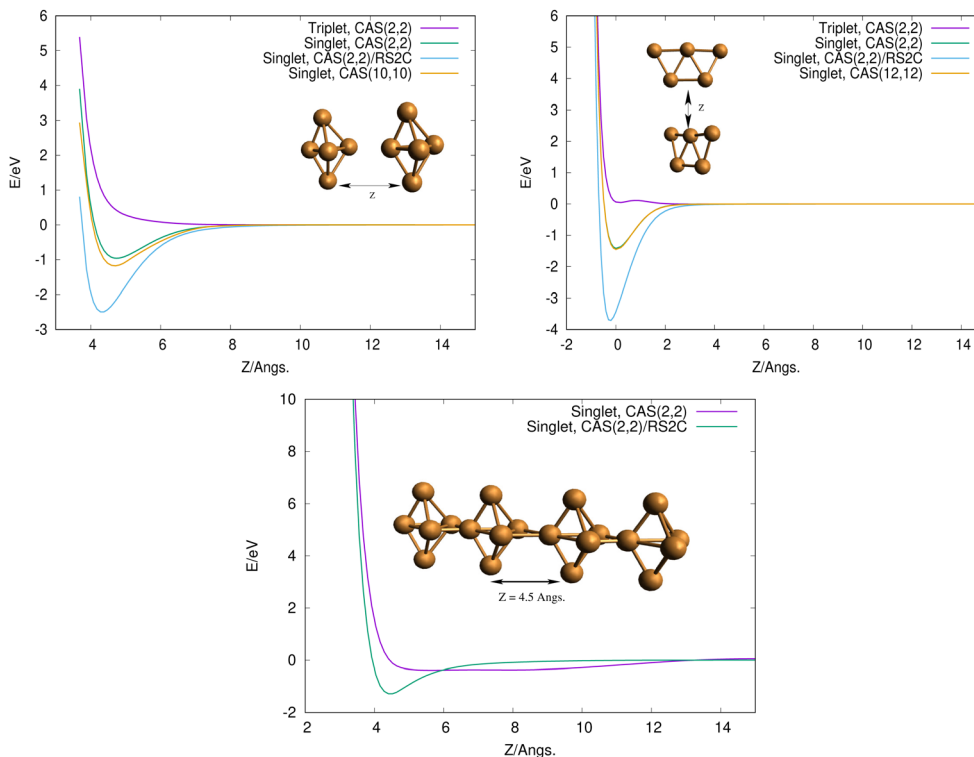 Triplet, CAS(2,2)
Singlet, CAS(2,2)
Singlet, CAS(2,2)/RS2C
Singlet, CAS(10,10)
6
5
4
3
2
1
0
-1
-2
-3
E/eV
Z
4 6 8 10 12 14
Z/Angs.
Triplet, CAS(2,2)
Singlet, CAS(2,2)
Singlet, CAS(2,2)/RS2C
Singlet, CAS(12,12)
6
5
4
3
2
1
0
-1
-2
-3
-4
E/eV
Z
-2 0 2 4 6 8 10 12 14
Z/Angs.
Singlet, CAS(2,2)
Singlet, CAS(2,2)/RS2C
10
8
6
4
2
0
-2
E/eV
Z = 4.5 Angs.
2 4 6 8 10 12 14
Z/Angs.